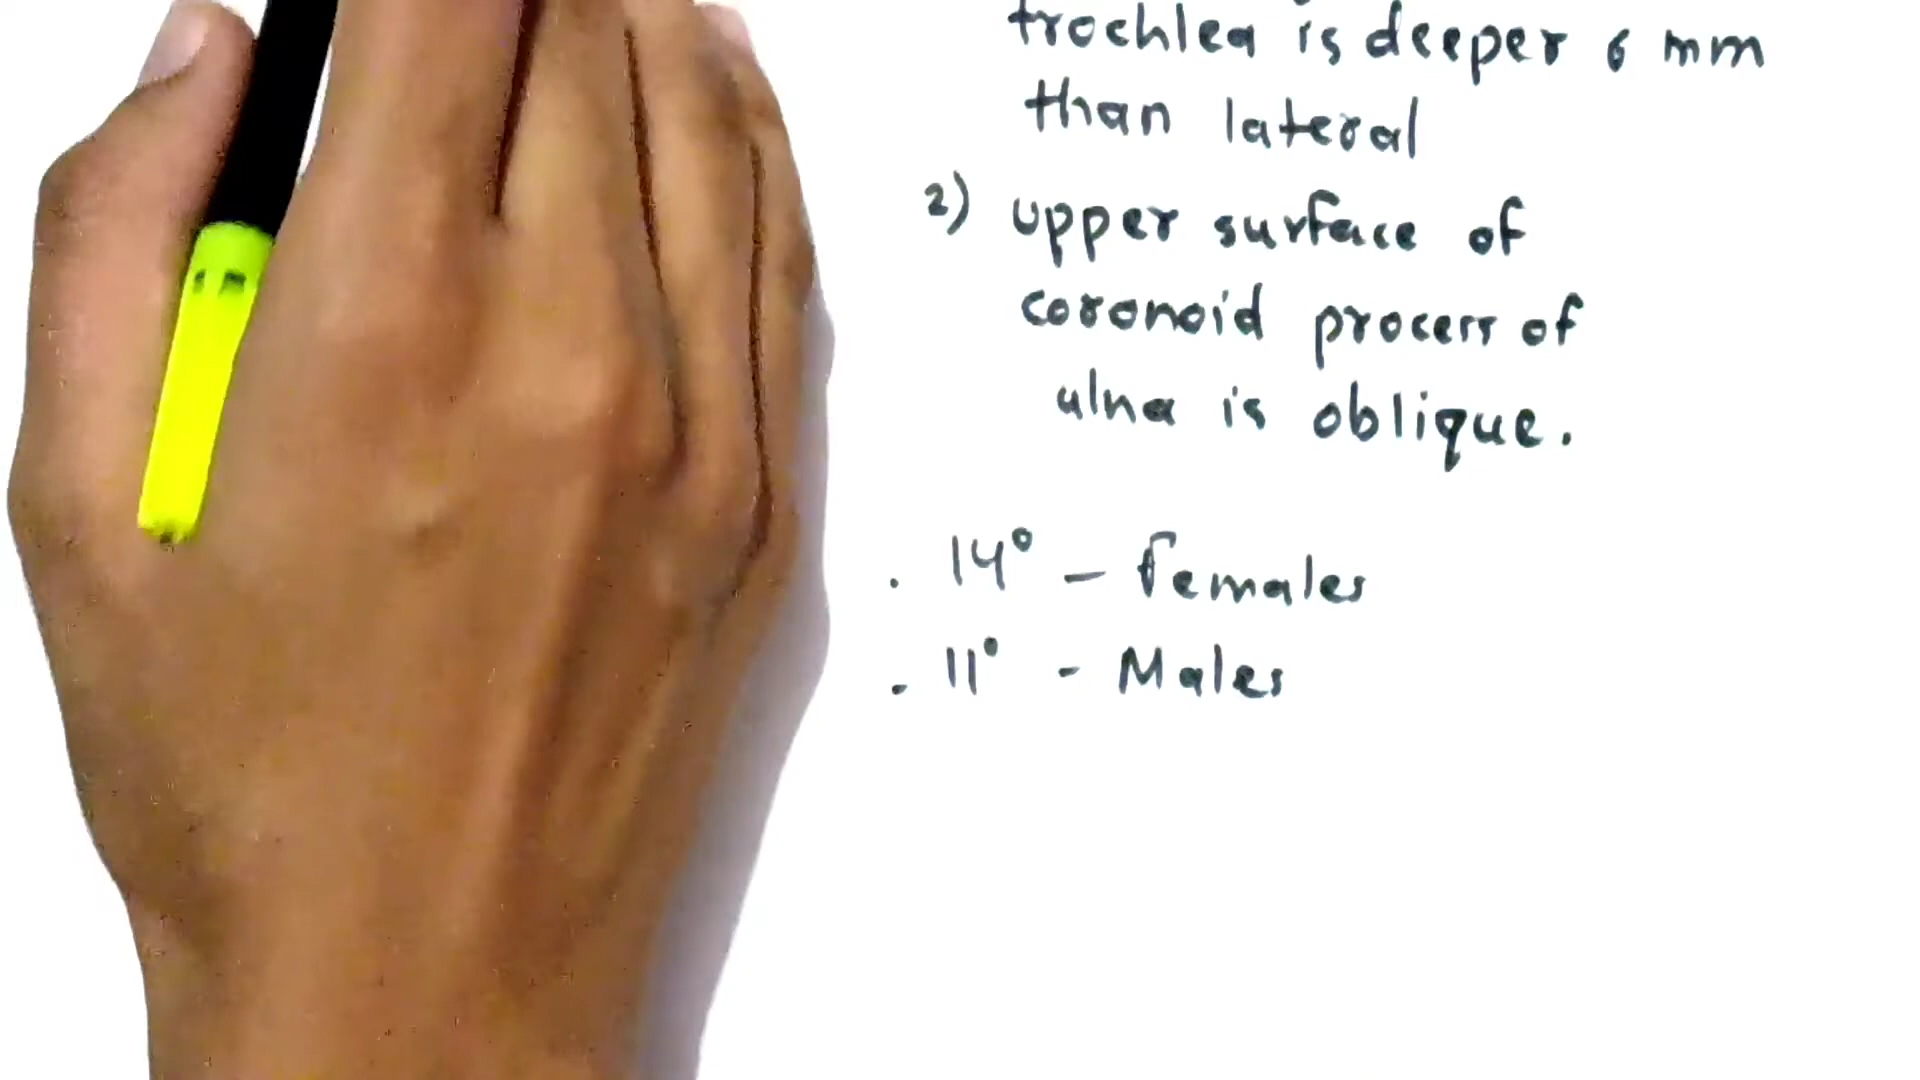 trochlea is deeper 6 mm
than lateral
2) upper surface of
coronoid process of
ulna is oblique.
. 14° - Females
. 11° - Males